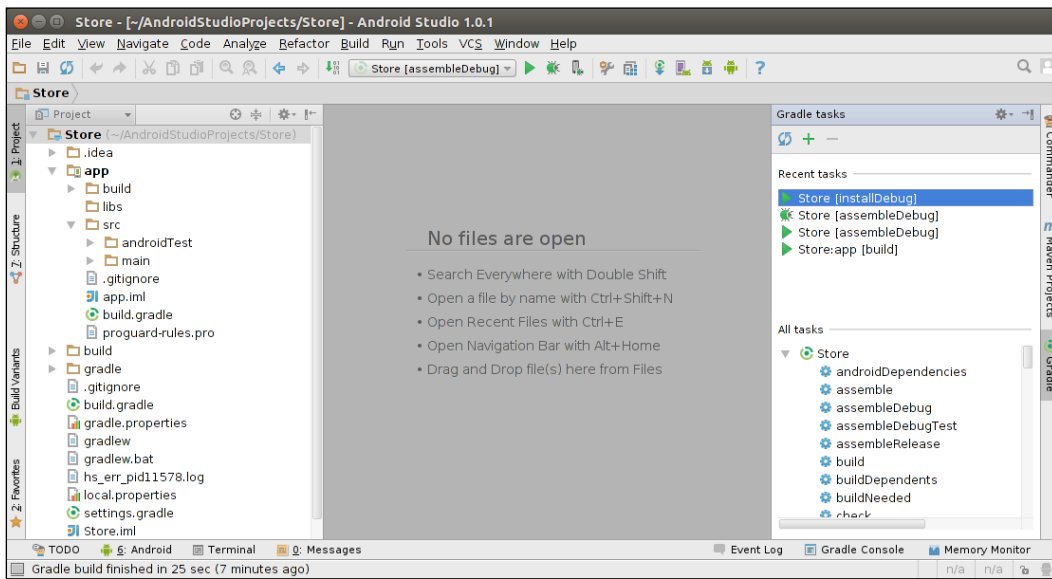 Store - [~/AndroidStudioProjects/Store] - Android Studio 1.0.1
File Edit View Navigate Code Analyze Refactor Build Run Tools VCS Window Help
Store [assembleDebug]
Store
Project
Store (~/AndroidStudioProjects/Store)
.idea
app
build
libs
src
androidTest
main
.gitignore
app.iml
build.gradle
proguard-rules.pro
build
gradle
.gitignore
build.gradle
gradle.properties
gradlew
gradlew.bat
hs_err_pid11578.log
local.properties
settings.gradle
Store.iml
1: Project
7: Structure
Build Variants
2: Favorites
No files are open
• Search Everywhere with Double Shift
• Open a file by name with Ctrl+Shift+N
• Open Recent Files with Ctrl+E
• Open Navigation Bar with Alt+Home
• Drag and Drop file(s) here from Files
Gradle tasks
Recent tasks
Store [installDebug]
Store [assembleDebug]
Store [assembleDebug]
Store:app [build]
All tasks
Store
androidDependencies
assemble
assembleDebug
assembleDebugTest
assembleRelease
build
buildDependents
buildNeeded
check
Commander
Maven Projects
Gradle
TODO 6: Android Terminal 0: Messages Event Log Gradle Console Memory Monitor
Gradle build finished in 25 sec (7 minutes ago) n/a n/a